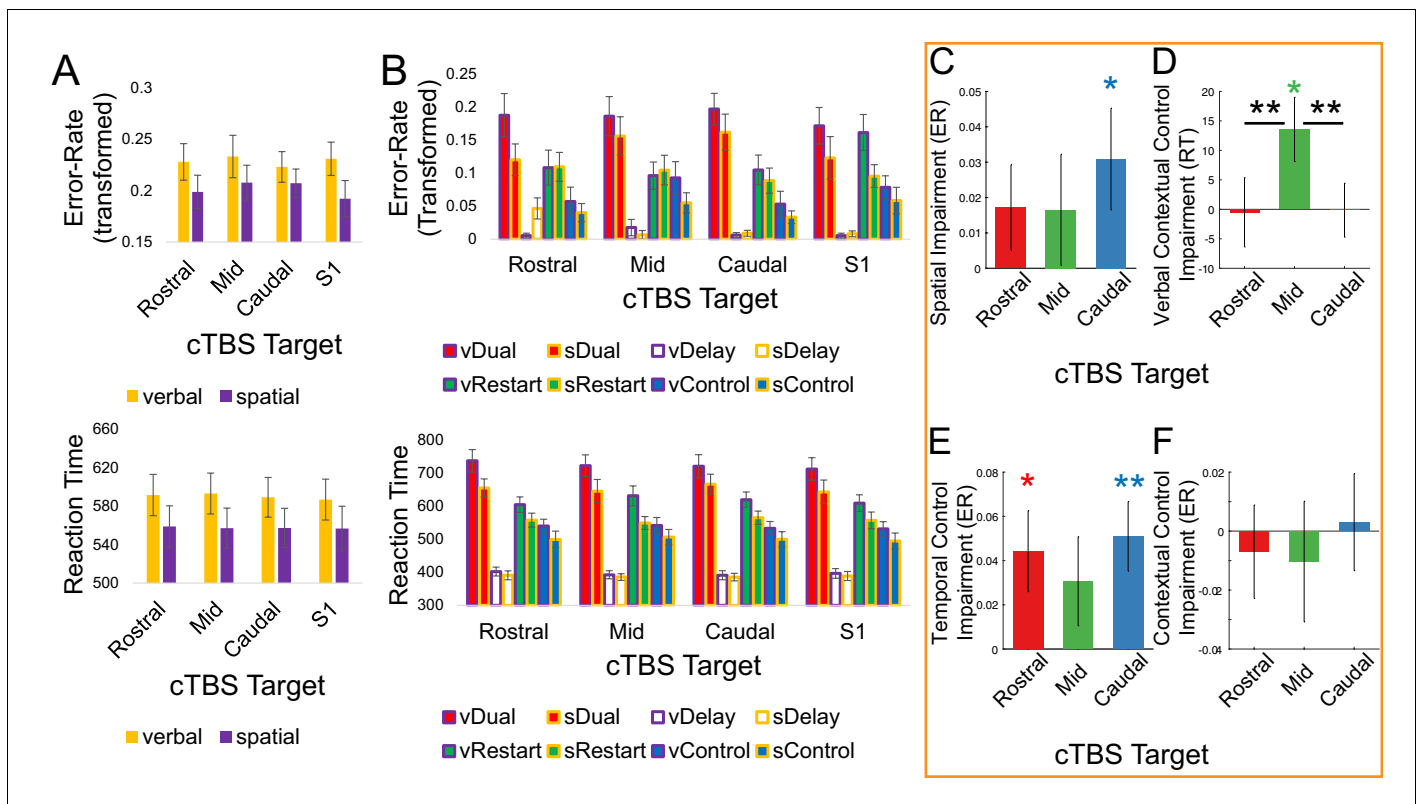 A
Error-Rate
(transformed)
0.3
0.25
0.2
0.15
Rostral
Mid
Caudal
S1
cTBS Target
verbal
spatial
Reaction Time
660
620
580
540
500
Rostral
Mid
Caudal
S1
cTBS Target
verbal
spatial
B
Error-Rate
(Transformed)
0.25
0.2
0.15
0.1
0.05
0
Rostral
Mid
Caudal
S1
cTBS Target
vDual
sDual
vDelay
sDelay
vRestart
sRestart
vControl
sControl
Reaction Time
800
700
600
500
400
300
Rostral
Mid
Caudal
S1
cTBS Target
vDual
sDual
vDelay
sDelay
vRestart
sRestart
vControl
sControl
C
Spatial Impairment (ER)
0.05
0.04
0.03
0.02
0.01
0
*
Rostral
Mid
Caudal
D
Verbal Contextual Control
Impairment (RT)
20
15
10
5
0
-5
-10
**
*
**
Rostral
Mid
Caudal
cTBS Target
E
Temporal Control
Impairment (ER)
0.08
0.06
0.04
0.02
0
*
**
Rostral
Mid
Caudal
F
Contextual Control
Impairment (ER)
0.02
0
-0.02
-0.04
Rostral
Mid
Caudal
cTBS Target